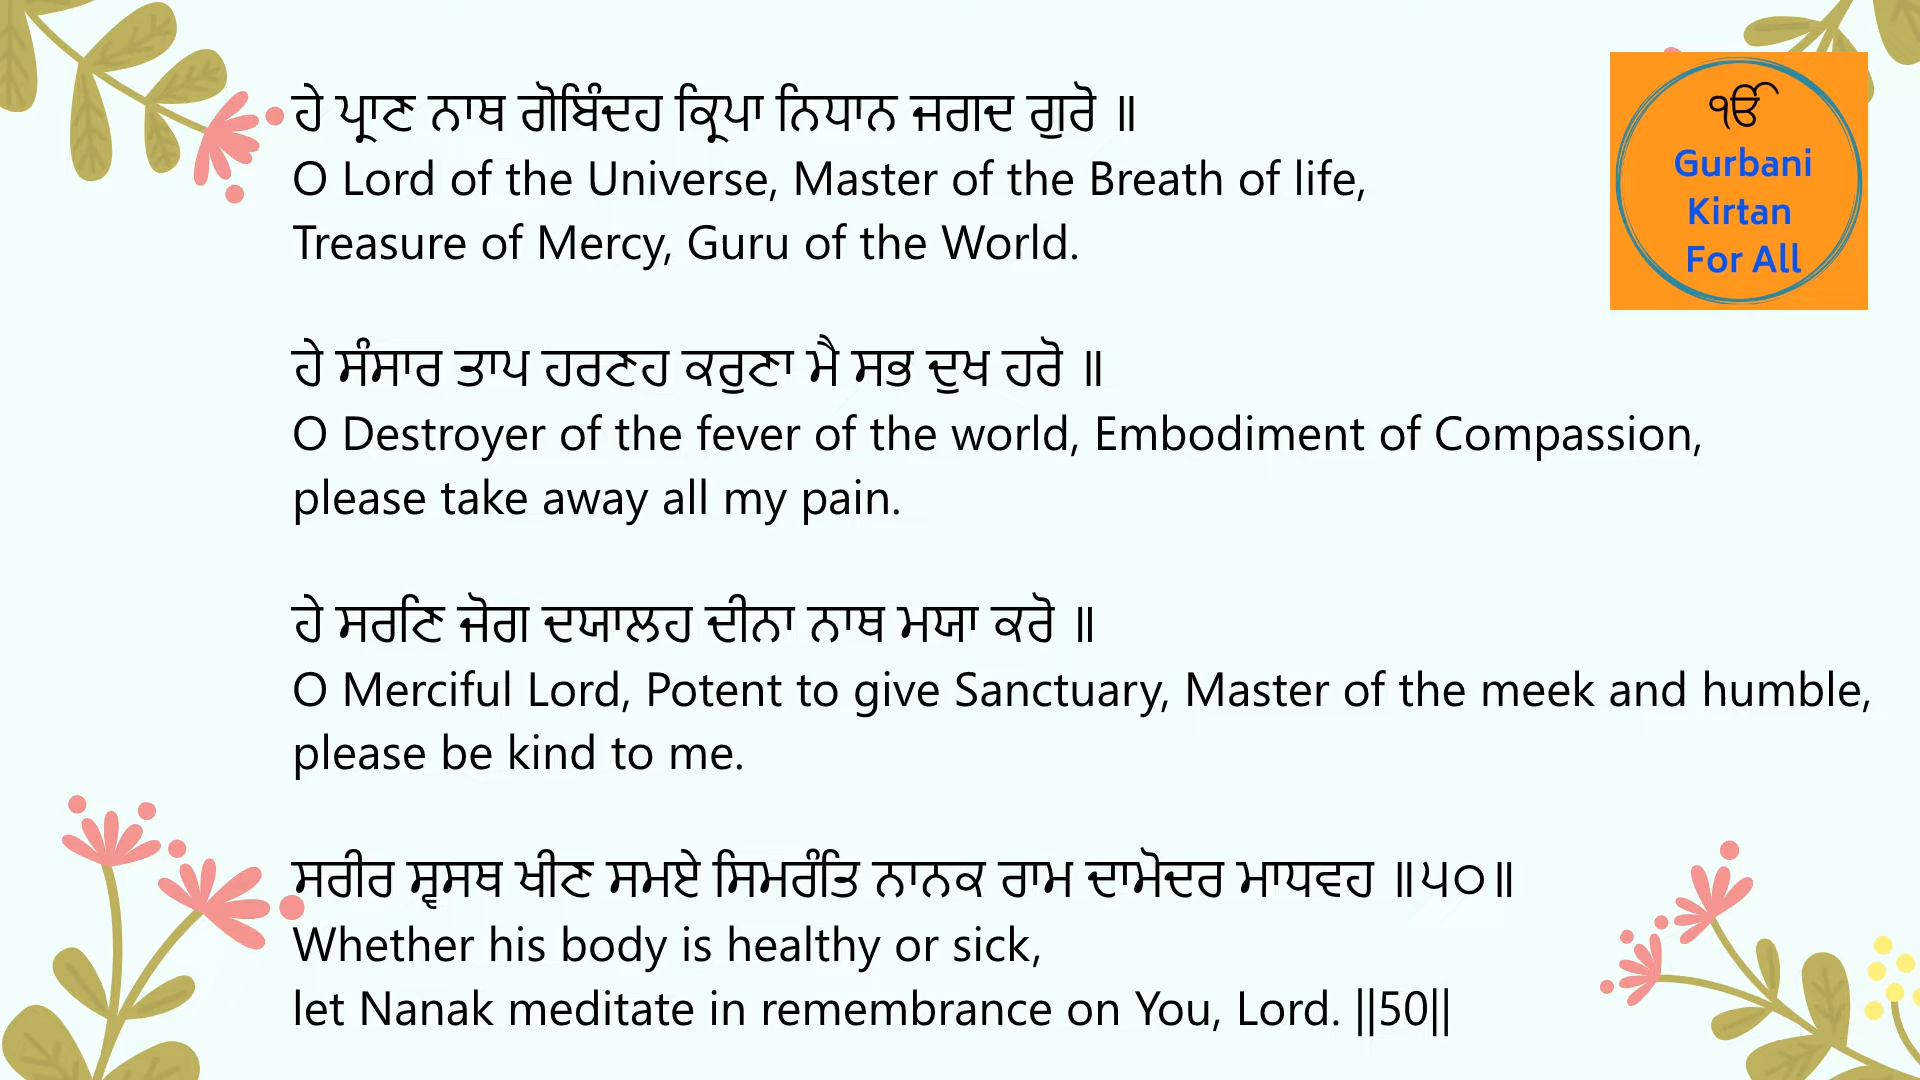 ਹੇ ਪ੍ਰਾਣ ਨਾਥ ਗੋਬਿੰਦਹ ਕ੍ਰਿਪਾ ਨਿਧਾਨ ਜਗਦ ਗੁਰੋ ॥
O Lord of the Universe, Master of the Breath of life,
Treasure of Mercy, Guru of the World.
ਹੇ ਸੰਸਾਰ ਤਾਪ ਹਰਣਹ ਕਰੁਣਾ ਮੈ ਸਭ ਦੁਖ ਹਰੋ ॥
O Destroyer of the fever of the world, Embodiment of Compassion,
please take away all my pain.
ਹੇ ਸਰਣਿ ਜੋਗ ਦਯਾਲਹ ਦੀਨਾ ਨਾਥ ਮਯਾ ਕਰੋ ॥
O Merciful Lord, Potent to give Sanctuary, Master of the meek and humble,
please be kind to me.
ਸਰੀਰ ਸ੍ਵਸਥ ਖੀਣ ਸਮਏ ਸਿਮਰੰਤਿ ਨਾਨਕ ਰਾਮ ਦਾਮੋਦਰ ਮਾਧਵਹ ॥੫੦॥
Whether his body is healthy or sick,
let Nanak meditate in remembrance on You, Lord. ||50||
ੴ
Gurbani
Kirtan
For All